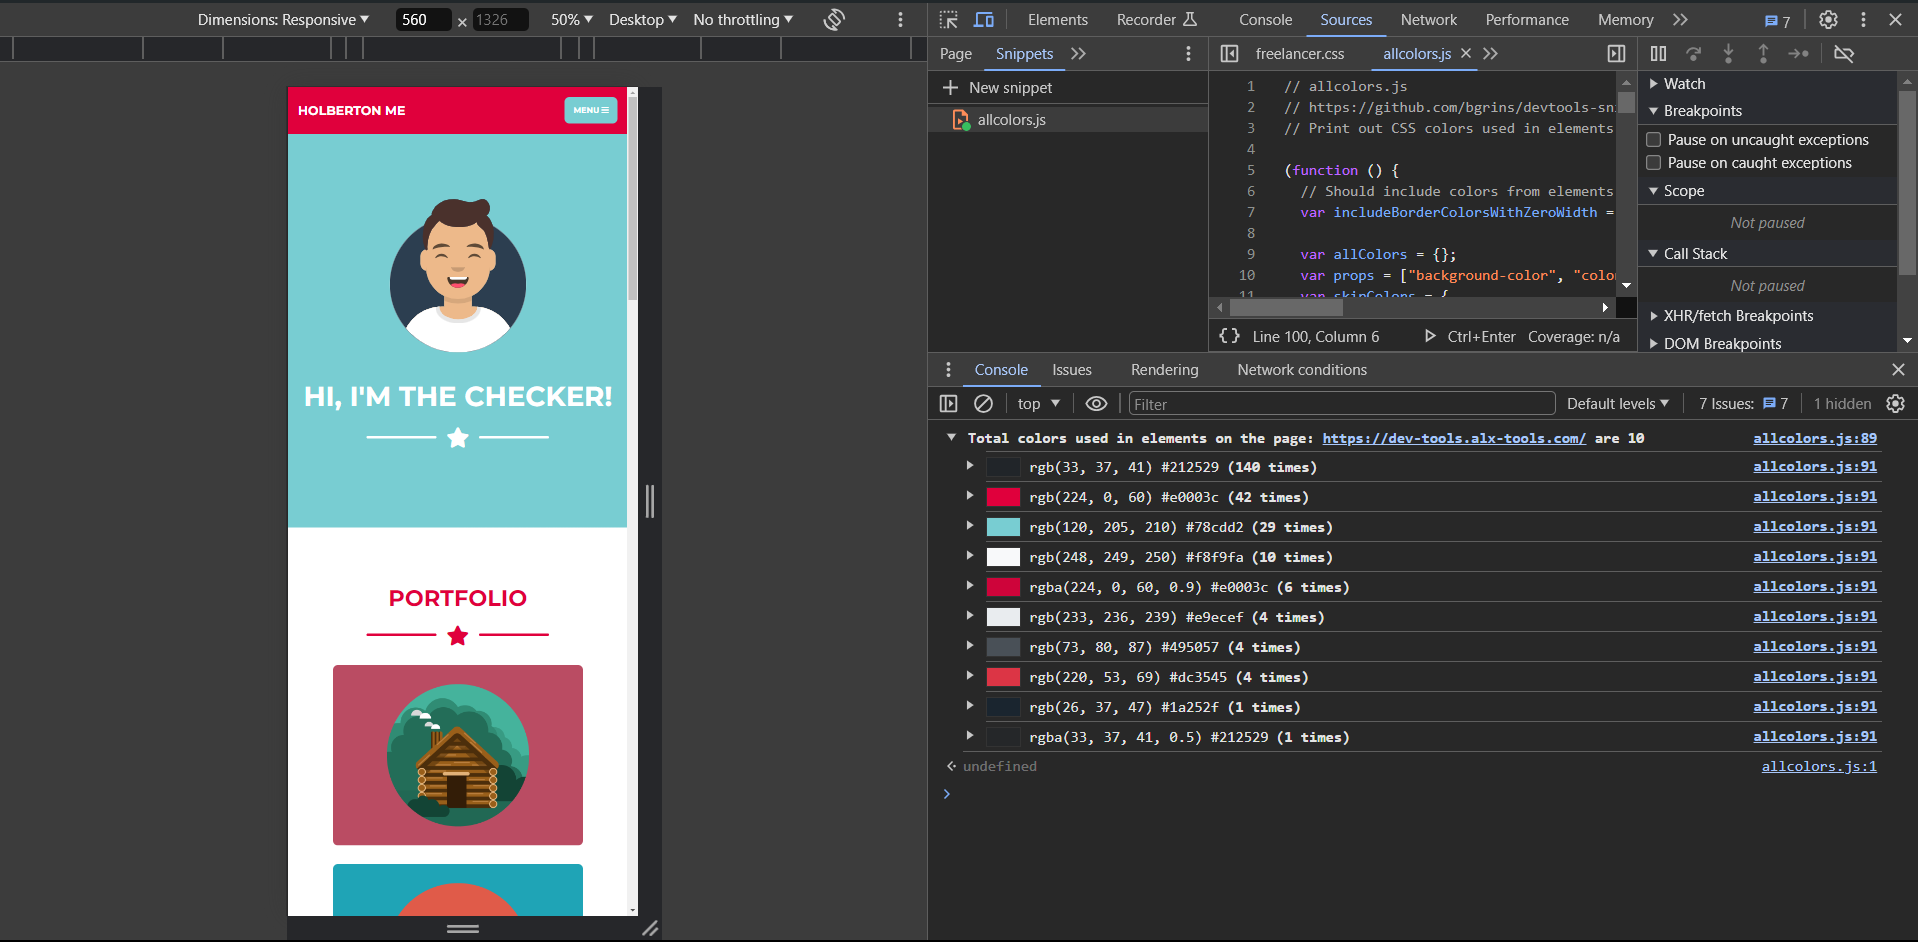 Dimensions: Responsive ▼ 560 × 1326 50% ▼ Desktop ▼ No throttling ▼
HOLBERTON ME
MENU
HI, I'M THE CHECKER!
PORTFOLIO
Elements Recorder Console Sources Network Performance Memory 7
Page Snippets
New snippet
allcolors.js
freelancer.css allcolors.js
1 // allcolors.js
2 // https://github.com/bgrins/devtools-sni
3 // Print out CSS colors used in elements
4
5 (function () {
6 // Should include colors from elements
7 var includeBorderColorsWithZeroWidth =
8
9 var allColors = {};
10 var props = ["background-color", "colo
11 var skipColors = {
{} Line 100, Column 6 Ctrl+Enter Coverage: n/a
Watch
Breakpoints
Pause on uncaught exceptions
Pause on caught exceptions
Scope
Not paused
Call Stack
Not paused
XHR/fetch Breakpoints
DOM Breakpoints
Console Issues Rendering Network conditions
top ▼ Filter Default levels ▼ 7 Issues: 7 1 hidden
Total colors used in elements on the page: https://dev-tools.alx-tools.com/ are 10 allcolors.js:89
rgb(33, 37, 41) #212529 (140 times) allcolors.js:91
rgb(224, 0, 60) #e0003c (42 times) allcolors.js:91
rgb(120, 205, 210) #78cdd2 (29 times) allcolors.js:91
rgb(248, 249, 250) #f8f9fa (10 times) allcolors.js:91
rgba(224, 0, 60, 0.9) #e0003c (6 times) allcolors.js:91
rgb(233, 236, 239) #e9ecef (4 times) allcolors.js:91
rgb(73, 80, 87) #495057 (4 times) allcolors.js:91
rgb(220, 53, 69) #dc3545 (4 times) allcolors.js:91
rgb(26, 37, 47) #1a252f (1 times) allcolors.js:91
rgba(33, 37, 41, 0.5) #212529 (1 times) allcolors.js:91
undefined allcolors.js:1